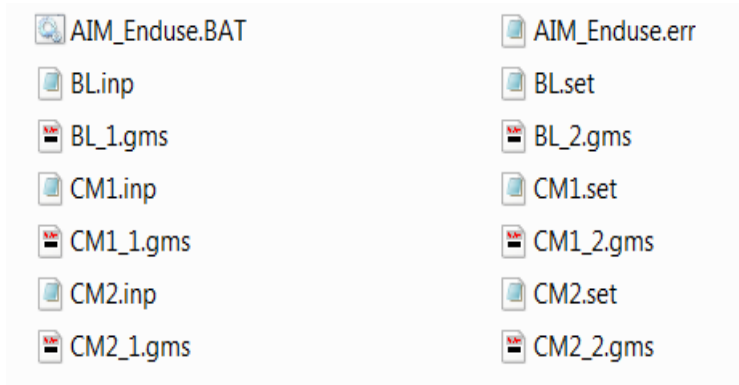 AIM_Enduse.BAT AIM_Enduse.err
BL.inp BL.set
BL_1.gms BL_2.gms
CM1.inp CM1.set
CM1_1.gms CM1_2.gms
CM2.inp CM2.set
CM2_1.gms CM2_2.gms